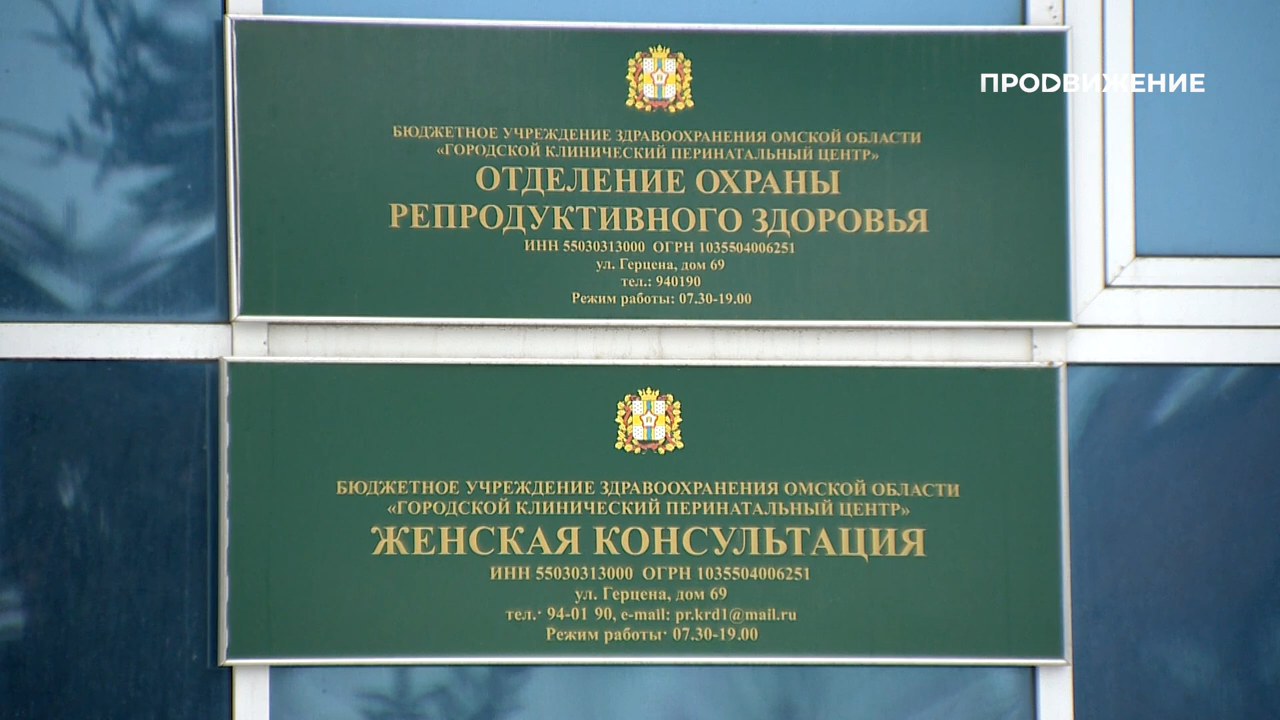 ПРОДВИЖЕНИЕ
БЮДЖЕТНОЕ УЧРЕЖДЕНИЕ ЗДРАВООХРАНЕНИЯ ОМСКОЙ ОБЛАСТИ
«ГОРОДСКОЙ КЛИНИЧЕСКИЙ ПЕРИНАТАЛЬНЫЙ ЦЕНТР»
ОТДЕЛЕНИЕ ОХРАНЫ
РЕПРОДУКТИВНОГО ЗДОРОВЬЯ
ИНН 55030313000 ОГРН 1035504006251
ул. Герцена, дом 69
тел.: 940190
Режим работы: 07.30-19.00
БЮДЖЕТНОЕ УЧРЕЖДЕНИЕ ЗДРАВООХРАНЕНИЯ ОМСКОЙ ОБЛАСТИ
«ГОРОДСКОЙ КЛИНИЧЕСКИЙ ПЕРИНАТАЛЬНЫЙ ЦЕНТР»
ЖЕНСКАЯ КОНСУЛЬТАЦИЯ
ИНН 55030313000 ОГРН 1035504006251
ул. Герцена, дом 69
тел.· 94-01 90, e-mail: pr.krd1@mail.ru
Режим работы· 07.30-19.00